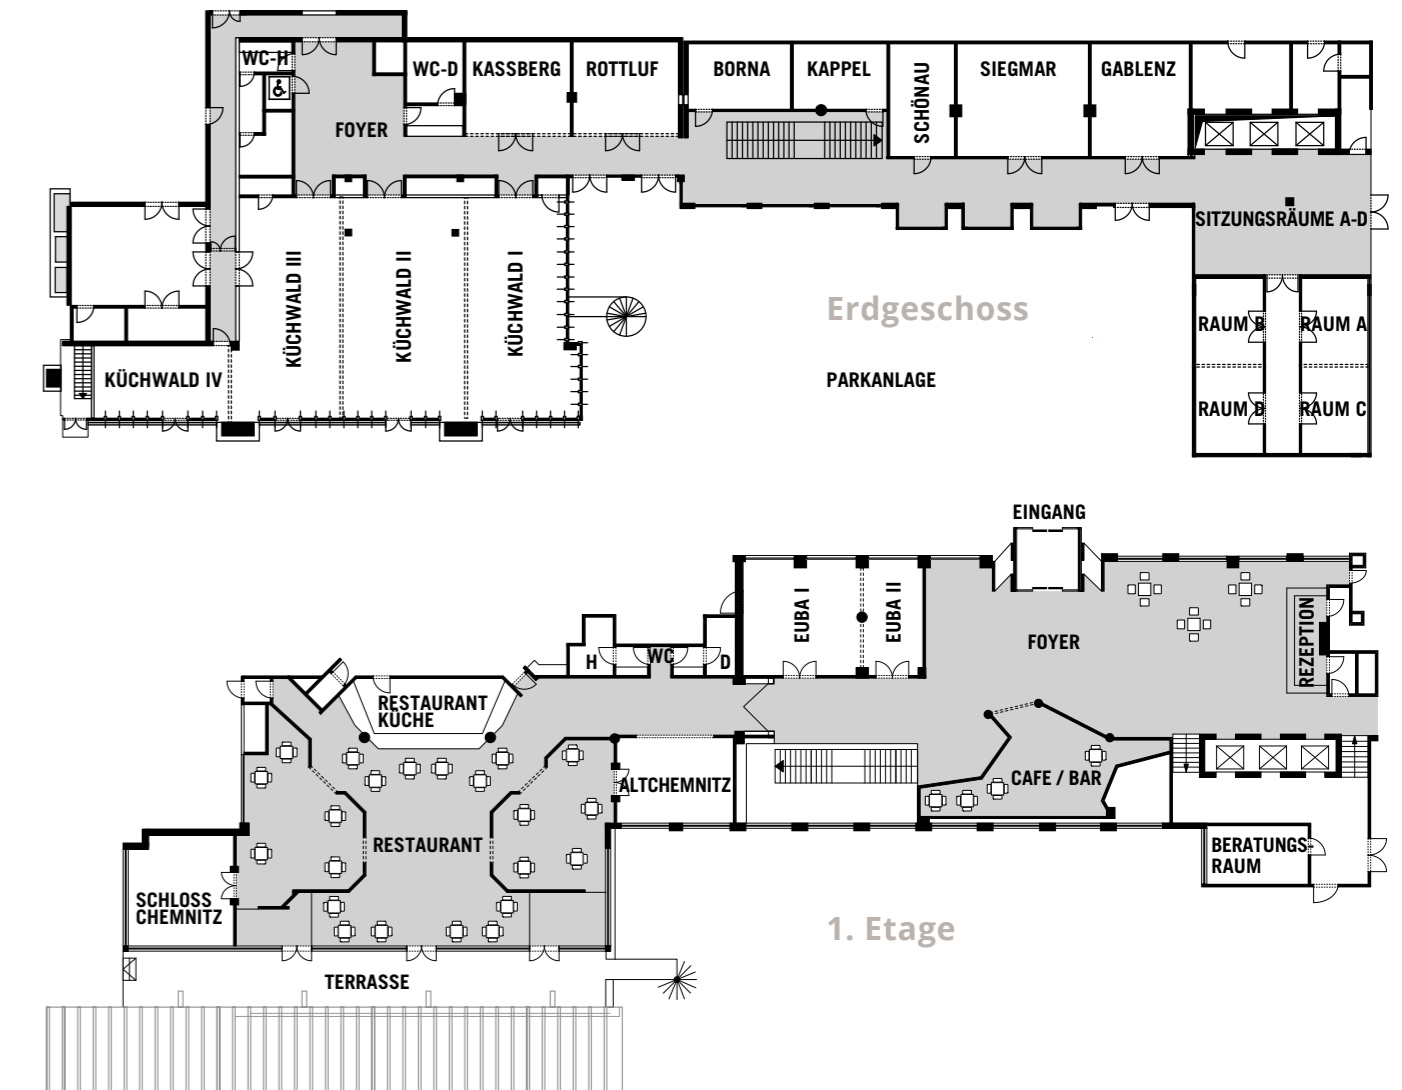 WC-H
WC-D
KASSBERG
ROTTLUF
BORNA
KAPPEL
SCHÖNAU
SIEGMAR
GABLENZ
FOYER
SITZUNGSRÄUME A-D
KÜCHWALD III
KÜCHWALD II
KÜCHWALD I
Erdgeschoss
RAUM B
RAUM A
KÜCHWALD IV
PARKANLAGE
RAUM D
RAUM C
EINGANG
EUBA I
EUBA II
FOYER
REZEPTION
H
WC
D
RESTAURANT
KÜCHE
ALTCHEMNITZ
CAFE / BAR
RESTAURANT
BERATUNGS-
RAUM
SCHLOSS
CHEMNITZ
1. Etage
TERRASSE